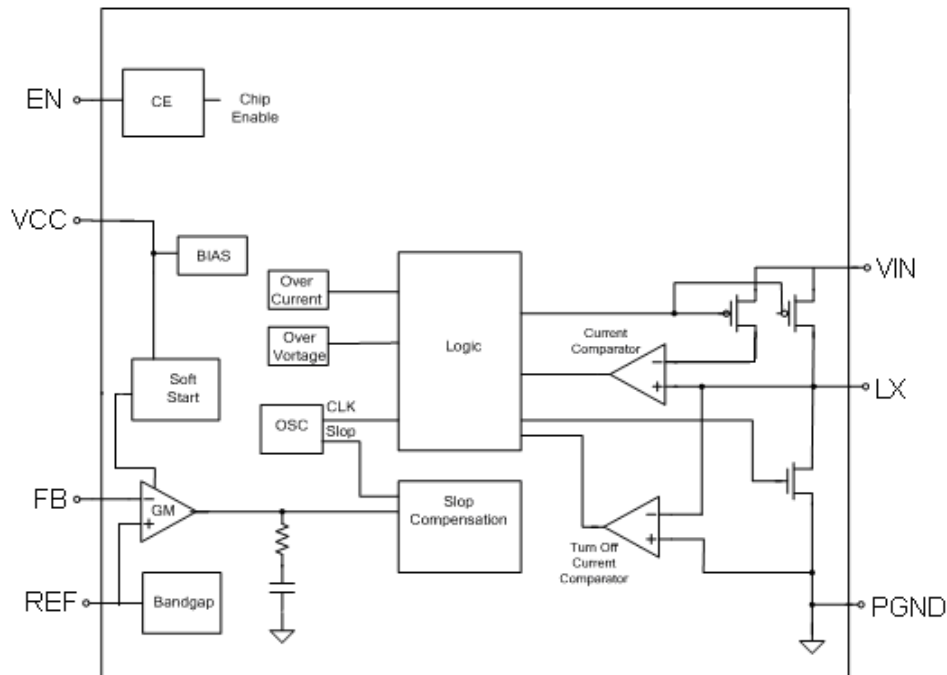 EN
CE
Chip
Enable
VCC
BIAS
Over
Current
Over
Vortage
Logic
VIN
Current
Comparator
−
+
LX
Soft
Start
OSC
CLK
Slop
FB
−
GM
+
Slop
Compensation
−
+
Turn Off
Current
Comparator
REF
Bandgap
PGND